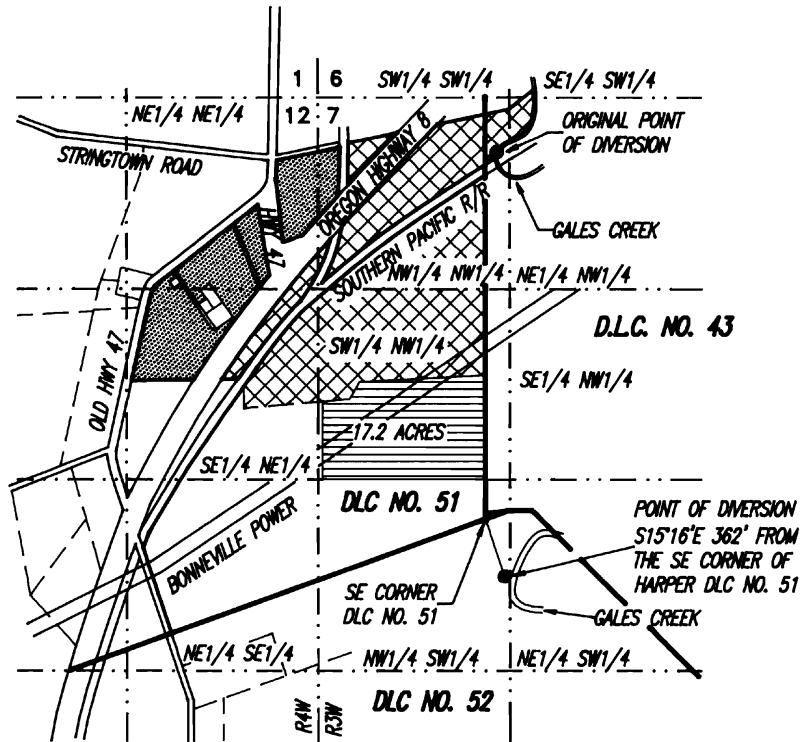 1 6
SW1/4 SW1/4
SE1/4 SW1/4
NE1/4 NE1/4
12 7
ORIGINAL POINT
OF DIVERSION
STRINGTOWN ROAD
OREGON HIGHWAY 8
HWY 47
SOUTHERN PACIFIC R/R
GALES CREEK
NW1/4 NW1/4
NE1/4 NW1/4
D.L.C. NO. 43
SW1/4 NW1/4
SE1/4 NW1/4
OLD HWY 47
17.2 ACRES
SE1/4 NE1/4
DLC NO. 51
BONNEVILLE POWER
POINT OF DIVERSION
S15°16'E 362' FROM
THE SE CORNER OF
HARPER DLC NO. 51
SE CORNER
DLC NO. 51
GALES CREEK
NE1/4 SE1/4
NW1/4 SW1/4
NE1/4 SW1/4
R4W
R3W
DLC NO. 52